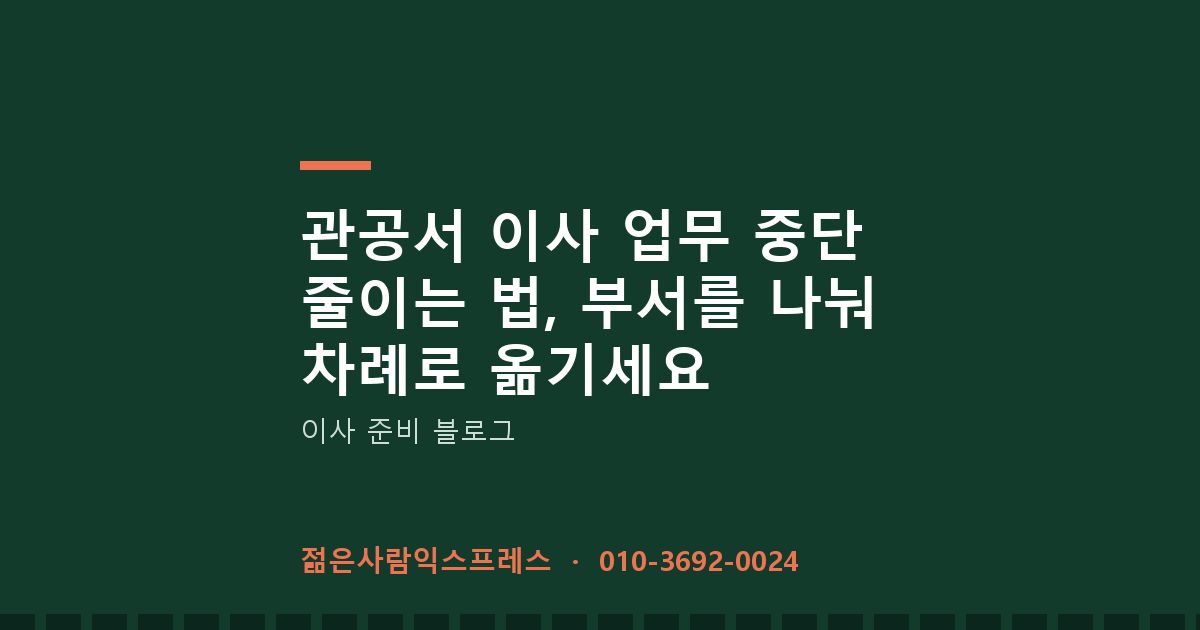 관공서 이사 업무 중단
줄이는 법, 부서를 나눠
차례로 옮기세요
이사 준비 블로그
젊은사람익스프레스 · 010-3692-0024